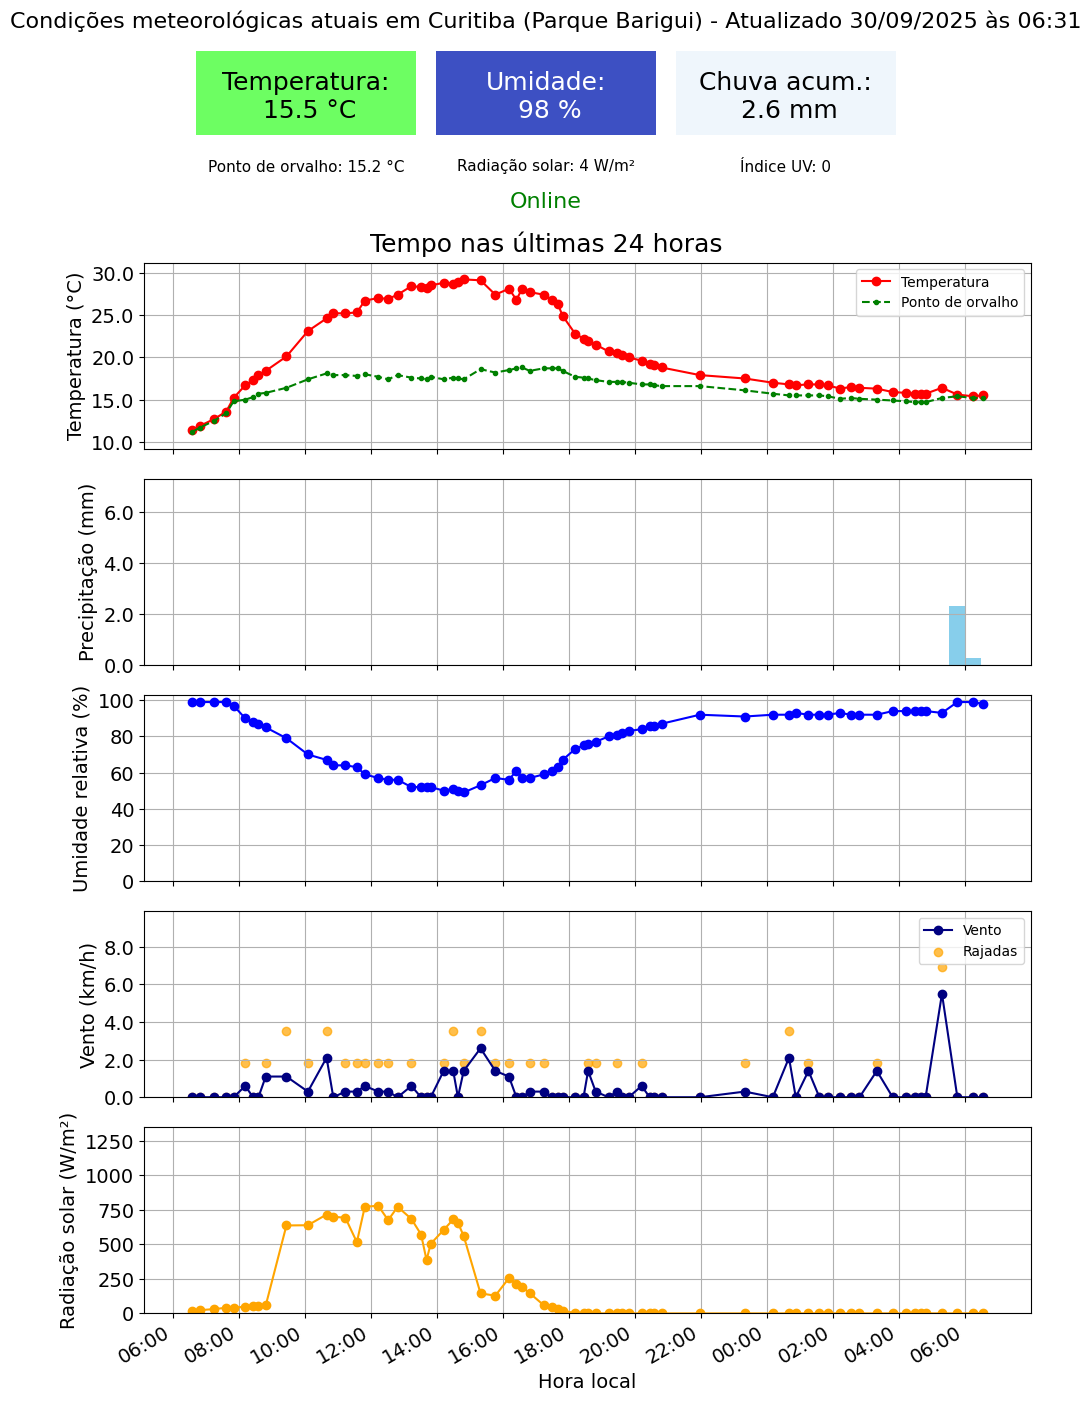 Condições meteorológicas atuais em Curitiba (Parque Barigui) - Atualizado 30/09/2025 às 06:31
Temperatura:
15.5 °C
Umidade:
98 %
Chuva acum.:
2.6 mm
Ponto de orvalho: 15.2 °C
Radiação solar: 4 W/m²
Índice UV: 0
Online
Tempo nas últimas 24 horas
Temperatura (°C)
30.0
25.0
20.0
15.0
10.0
Temperatura
Ponto de orvalho
Precipitação (mm)
6.0
4.0
2.0
0.0
Umidade relativa (%)
100
80
60
40
20
0
Vento (km/h)
8.0
6.0
4.0
2.0
0.0
Vento
Rajadas
Radiação solar (W/m²)
1250
1000
750
500
250
0
06:00 08:00 10:00 12:00 14:00 16:00 18:00 20:00 22:00 00:00 02:00 04:00 06:00
Hora local